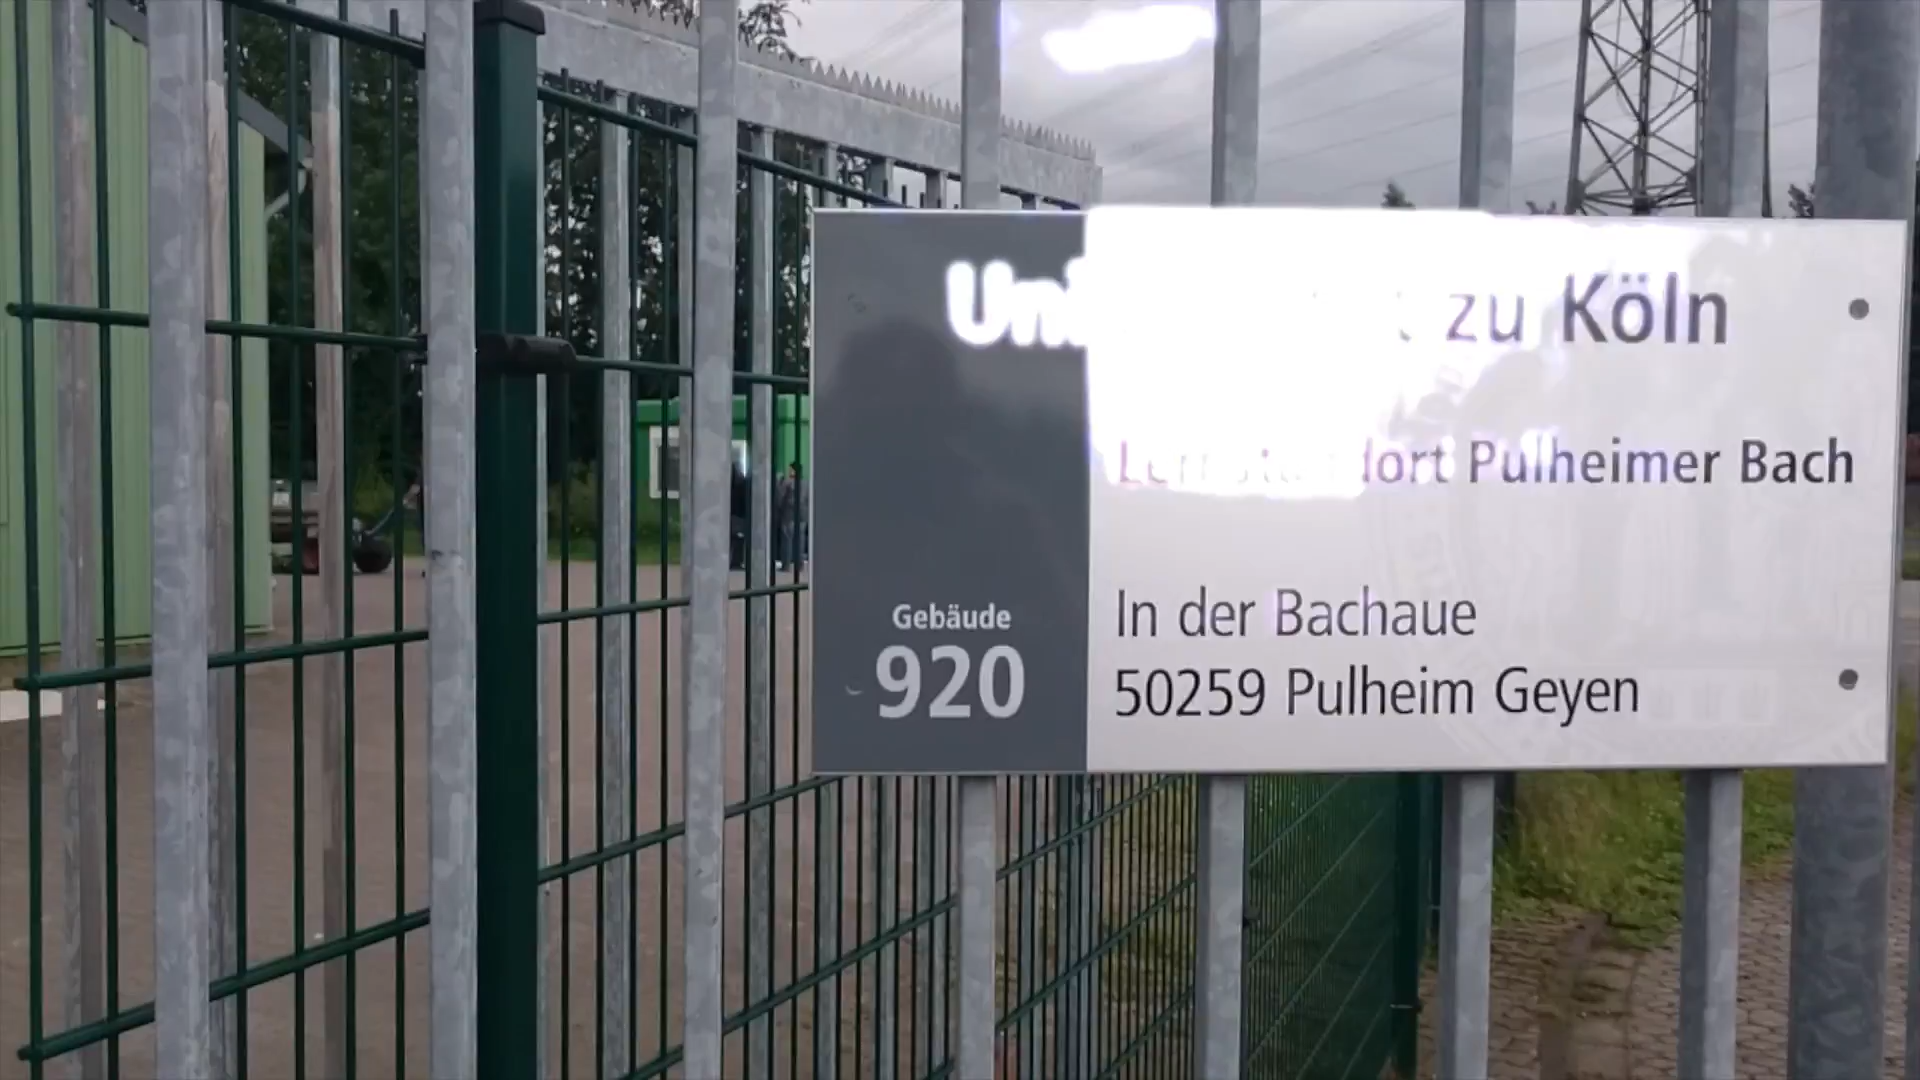 zu Köln
Pulheimer Bach
Gebäude
920
In der Bachaue
50259 Pulheim Geyen